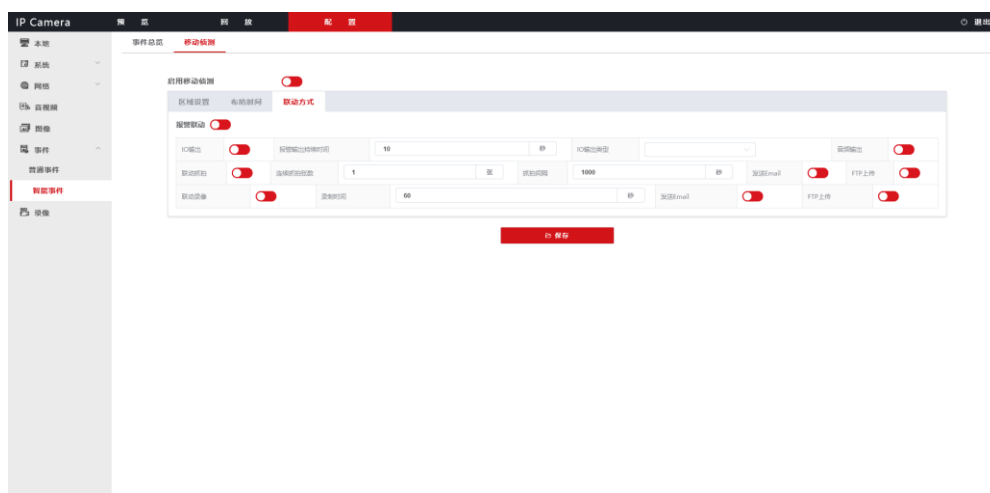 IP Camera 预 览 回 放 配 置 退出
本地
系统
网络
音视频
图像
事件
普通事件
智能事件
录像
事件总览 移动侦测
启用移动侦测
区域设置 布防时间 联动方式
报警联动
IO输出 报警输出持续时间 10 秒 IO输出类型 音频输出
联动抓拍 连续抓拍张数 1 张 抓拍间隔 1000 秒 发送Email FTP上传
联动录像 录制时间 60 秒 发送Email FTP上传
保存